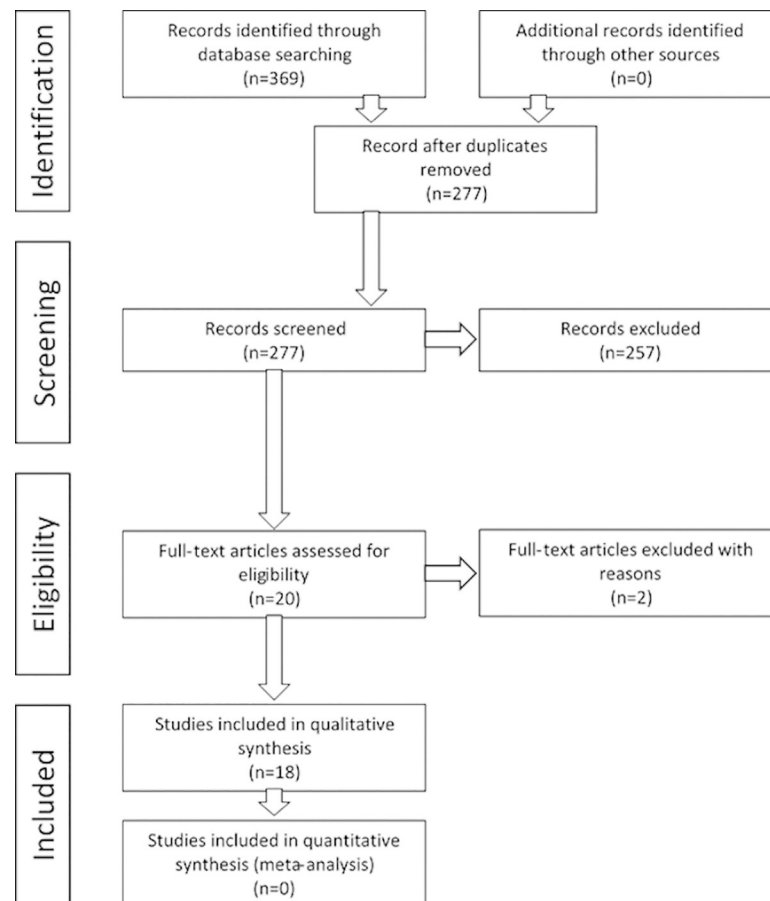 Identification
Records identified through
database searching
(n=369)
Additional records identified
through other sources
(n=0)
Record after duplicates
removed
(n=277)
Screening
Records screened
(n=277)
Records excluded
(n=257)
Eligibility
Full-text articles assessed for
eligibility
(n=20)
Full-text articles excluded with
reasons
(n=2)
Included
Studies included in qualitative
synthesis
(n=18)
Studies included in quantitative
synthesis (meta-analysis)
(n=0)